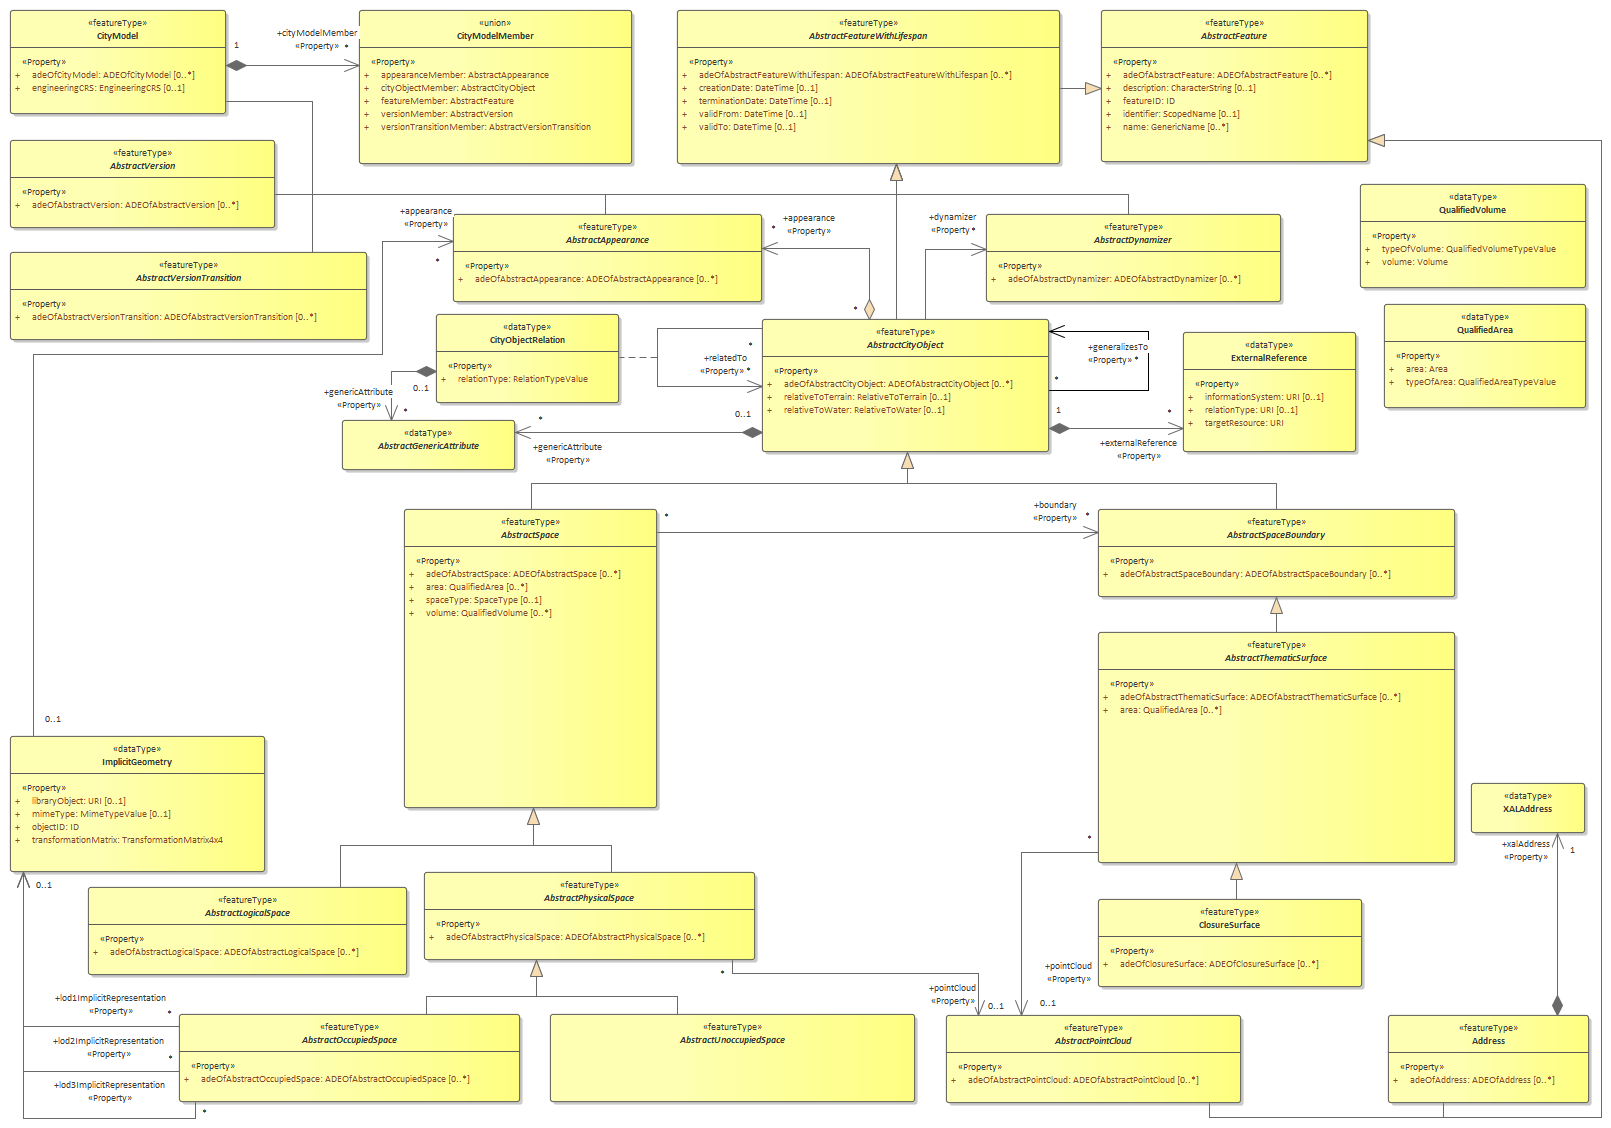 «featureType»
CityModel
«Property»
+ adeOfCityModel: ADEOfCityModel [0..*]
+ engineeringCRS: EngineeringCRS [0..1]
1
+cityModelMember
«Property» *
«union»
CityModelMember
«Property»
+ appearanceMember: AbstractAppearance
+ cityObjectMember: AbstractCityObject
+ featureMember: AbstractFeature
+ versionMember: AbstractVersion
+ versionTransitionMember: AbstractVersionTransition
«featureType»
AbstractFeatureWithLifespan
«Property»
+ adeOfAbstractFeatureWithLifespan: ADEOfAbstractFeatureWithLifespan [0..*]
+ creationDate: DateTime [0..1]
+ terminationDate: DateTime [0..1]
+ validFrom: DateTime [0..1]
+ validTo: DateTime [0..1]
«featureType»
AbstractFeature
«Property»
+ adeOfAbstractFeature: ADEOfAbstractFeature [0..*]
+ description: CharacterString [0..1]
+ featureID: ID
+ identifier: ScopedName [0..1]
+ name: GenericName [0..*]
«featureType»
AbstractVersion
«Property»
+ adeOfAbstractVersion: ADEOfAbstractVersion [0..*]
«featureType»
AbstractVersionTransition
«Property»
+ adeOfAbstractVersionTransition: ADEOfAbstractVersionTransition [0..*]
+appearance
«Property»
*
«featureType»
AbstractAppearance
«Property»
+ adeOfAbstractAppearance: ADEOfAbstractAppearance [0..*]
+appearance
* «Property»
*
+dynamizer
«Property *
«featureType»
AbstractDynamizer
«Property»
+ adeOfAbstractDynamizer: ADEOfAbstractDynamizer [0..*]
«dataType»
QualifiedVolume
«Property»
+ typeOfVolume: QualifiedVolumeTypeValue
+ volume: Volume
«dataType»
QualifiedArea
«Property»
+ area: Area
+ typeOfArea: QualifiedAreaTypeValue
«dataType»
CityObjectRelation
«Property»
+ relationType: RelationTypeValue
*
+relatedTo
«Property» *
«featureType»
AbstractCityObject
«Property»
+ adeOfAbstractCityObject: ADEOfAbstractCityObject [0..*]
+ relativeToTerrain: RelativeToTerrain [0..1]
+ relativeToWater: RelativeToWater [0..1]
+generalizesTo
«Property» *
*
«dataType»
ExternalReference
«Property»
+ informationSystem: URI [0..1]
+ relationType: URI [0..1]
+ targetResource: URI
0..1
+genericAttribute
«Property»
*
«dataType»
AbstractGenericAttribute
*
+genericAttribute
«Property»
0..1
1
*
+externalReference
«Property»
«featureType»
AbstractSpace
«Property»
+ adeOfAbstractSpace: ADEOfAbstractSpace [0..*]
+ area: QualifiedArea [0..*]
+ spaceType: SpaceType [0..1]
+ volume: QualifiedVolume [0..*]
*
+boundary
«Property» *
«featureType»
AbstractSpaceBoundary
«Property»
+ adeOfAbstractSpaceBoundary: ADEOfAbstractSpaceBoundary [0..*]
«featureType»
AbstractThematicSurface
«Property»
+ adeOfAbstractThematicSurface: ADEOfAbstractThematicSurface [0..*]
+ area: QualifiedArea [0..*]
*
0..1
«dataType»
ImplicitGeometry
«Property»
+ libraryObject: URI [0..1]
+ mimeType: MimeTypeValue [0..1]
+ objectID: ID
+ transformationMatrix: TransformationMatrix4x4
0..1
«dataType»
XALAddress
+xalAddress
«Property»
1
«featureType»
AbstractLogicalSpace
«Property»
+ adeOfAbstractLogicalSpace: ADEOfAbstractLogicalSpace [0..*]
«featureType»
AbstractPhysicalSpace
«Property»
+ adeOfAbstractPhysicalSpace: ADEOfAbstractPhysicalSpace [0..*]
*
«featureType»
ClosureSurface
«Property»
+ adeOfClosureSurface: ADEOfClosureSurface [0..*]
+pointCloud
«Property»
0..1
+pointCloud
«Property»
0..1
+lod1ImplicitRepresentation
«Property» *
+lod2ImplicitRepresentation
«Property» *
+lod3ImplicitRepresentation
«Property»
*
«featureType»
AbstractOccupiedSpace
«Property»
+ adeOfAbstractOccupiedSpace: ADEOfAbstractOccupiedSpace [0..*]
«featureType»
AbstractUnoccupiedSpace
«featureType»
AbstractPointCloud
«Property»
+ adeOfAbstractPointCloud: ADEOfAbstractPointCloud [0..*]
«featureType»
Address
«Property»
+ adeOfAddress: ADEOfAddress [0..*]